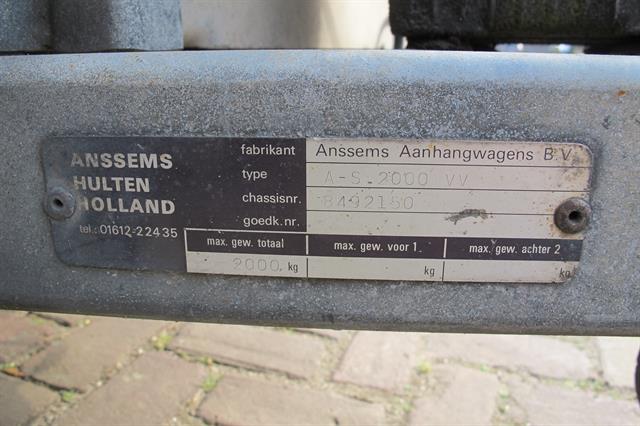 ANSSEMS
HULTEN
HOLLAND
tel.: 01612-22435
fabrikant Anssems Aanhangwagens B.V.
type A-S.2000 VV
chassisnr. 8492150
goedk.nr.
max. gew. totaal max. gew. voor 1. max. gew. achter 2
2000 kg kg kg